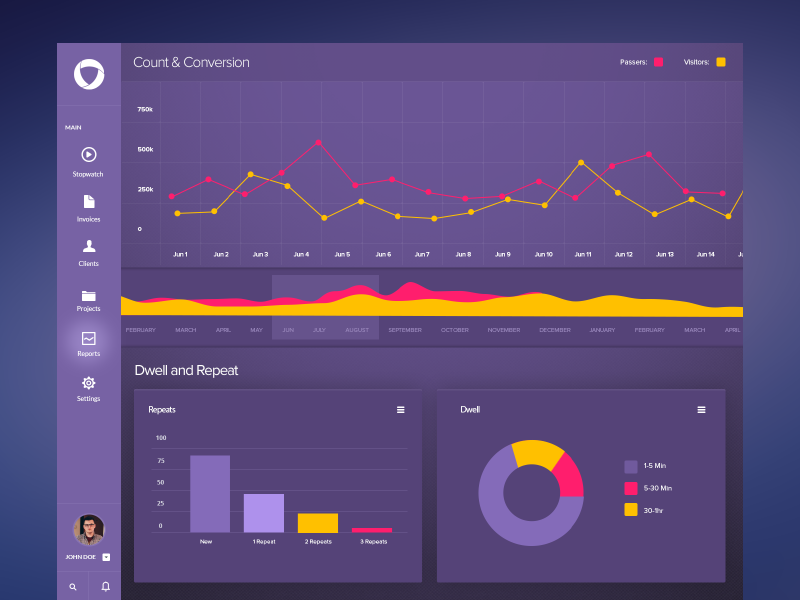 Count & Conversion
Passers:
Visitors:
MAIN
Stopwatch
Invoices
Clients
Projects
Reports
Settings
JOHN DOE
750k
500k
250k
0
Jun 1 Jun 2 Jun 3 Jun 4 Jun 5 Jun 6 Jun 7 Jun 8 Jun 9 Jun 10 Jun 11 Jun 12 Jun 13 Jun 14
FEBRUARY MARCH APRIL MAY JUN JULY AUGUST SEPTEMBER OCTOBER NOVEMBER DECEMBER JANUARY FEBRUARY MARCH APRIL
Dwell and Repeat
Repeats
100
75
50
25
0
New 1 Repeat 2 Repeats 3 Repeats
Dwell
1-5 Min
5-30 Min
30-1hr